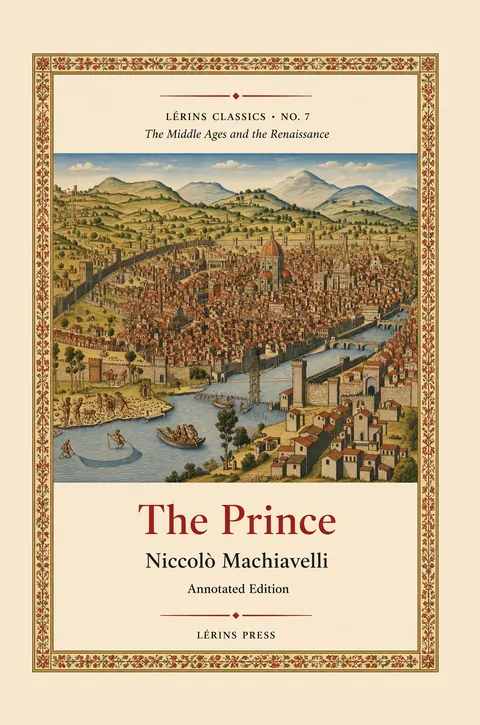 LÉRINS CLASSICS • NO. 7
The Middle Ages and the Renaissance
The Prince
Niccolò Machiavelli
Annotated Edition
LÉRINS PRESS